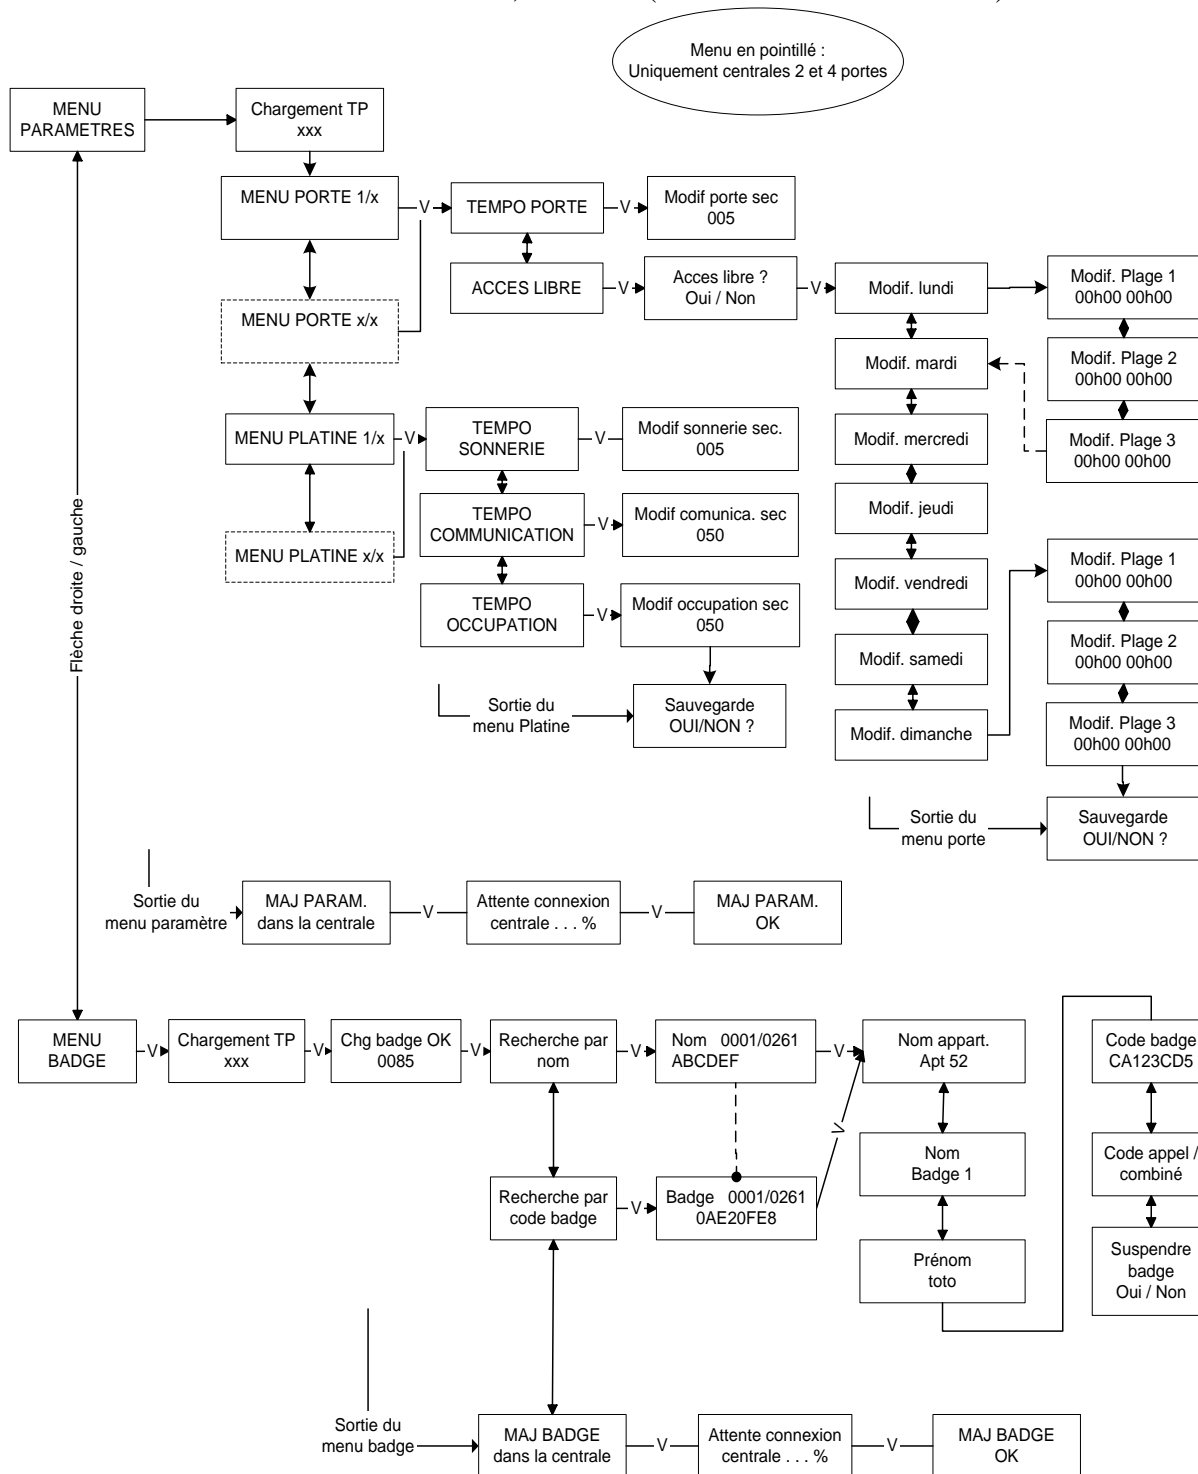 Menu en pointillé :
Uniquement centrales 2 et 4 portes
MENU
PARAMETRES
Chargement TP
xxx
MENU PORTE 1/x
V
TEMPO PORTE
V
Modif porte sec
005
ACCES LIBRE
V
Acces libre ?
Oui / Non
V
Modif. lundi
Modif. Plage 1
00h00 00h00
MENU PORTE x/x
Modif. mardi
Modif. Plage 2
00h00 00h00
MENU PLATINE 1/x
V
TEMPO
SONNERIE
V
Modif sonnerie sec.
005
Modif. mercredi
Modif. Plage 3
00h00 00h00
Flèche droite / gauche
MENU PLATINE x/x
TEMPO
COMMUNICATION
V
Modif comunica. sec
050
Modif. jeudi
Modif. vendredi
Modif. Plage 1
00h00 00h00
TEMPO
OCCUPATION
V
Modif occupation sec
050
Modif. samedi
Modif. Plage 2
00h00 00h00
Sortie du
menu Platine
Sauvegarde
OUI/NON ?
Modif. dimanche
Modif. Plage 3
00h00 00h00
Sortie du
menu porte
Sauvegarde
OUI/NON ?
Sortie du
menu paramètre
MAJ PARAM.
dans la centrale
V
Attente connexion
centrale . . . %
V
MAJ PARAM.
OK
MENU
BADGE
V
Chargement TP
xxx
V
Chg badge OK
0085
V
Recherche par
nom
V
Nom 0001/0261
ABCDEF
V
Nom appart.
Apt 52
Code badge
CA123CD5
V
Nom
Badge 1
Code appel /
combiné
Recherche par
code badge
V
Badge 0001/0261
0AE20FE8
Prénom
toto
Suspendre
badge
Oui / Non
Sortie du
menu badge
MAJ BADGE
dans la centrale
V
Attente connexion
centrale . . . %
V
MAJ BADGE
OK